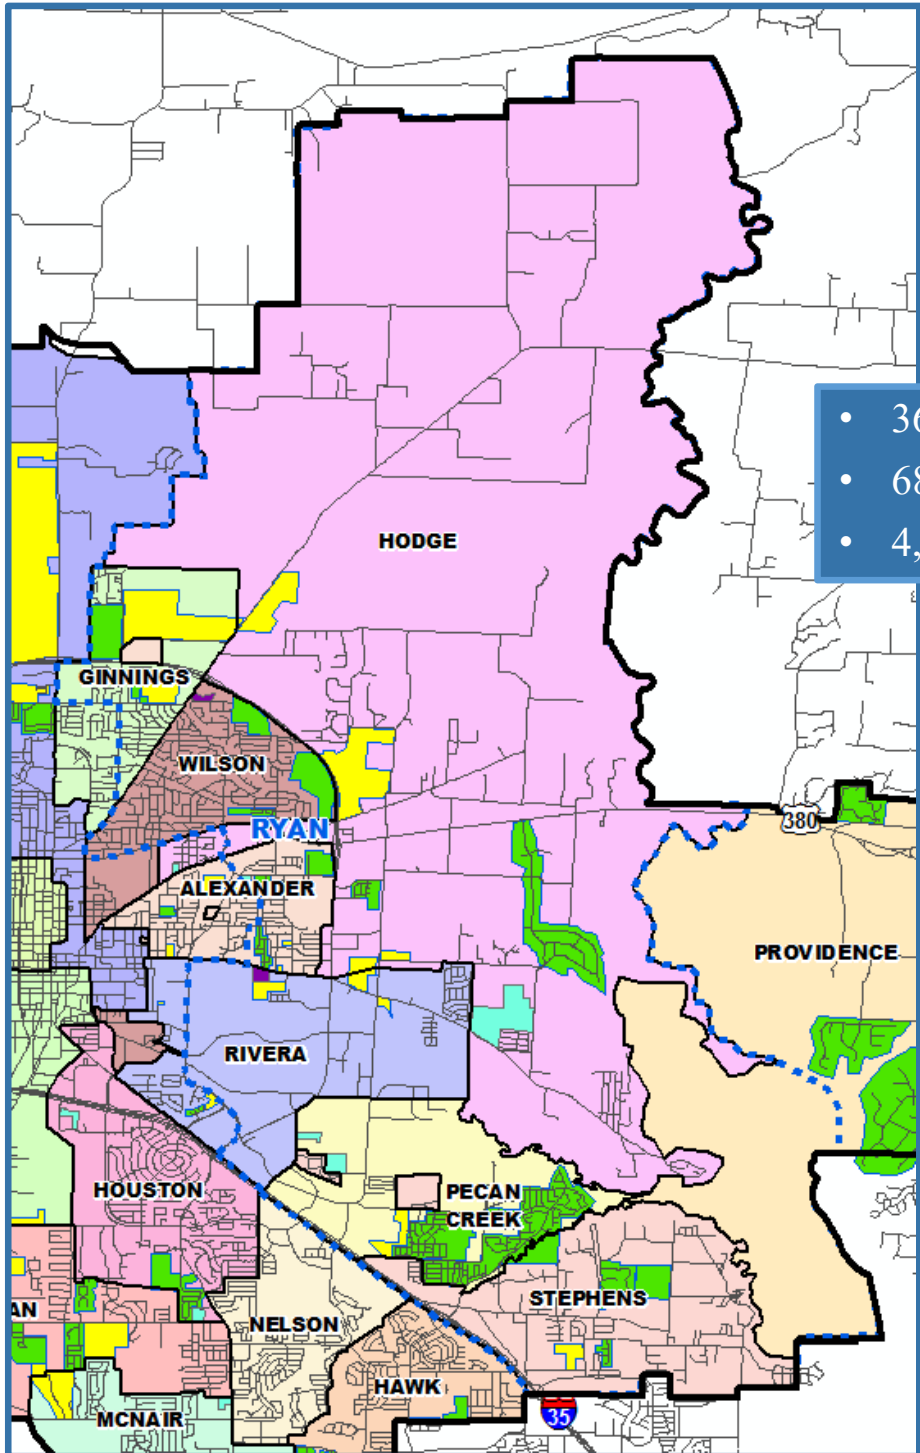 • 36
• 68
• 4,
HODGE
GINNINGS
WILSON
RYAN
380
ALEXANDER
PROVIDENCE
RIVERA
HOUSTON
PECAN
CREEK
STEPHENS
AN
NELSON
HAWK
MCNAIR
35